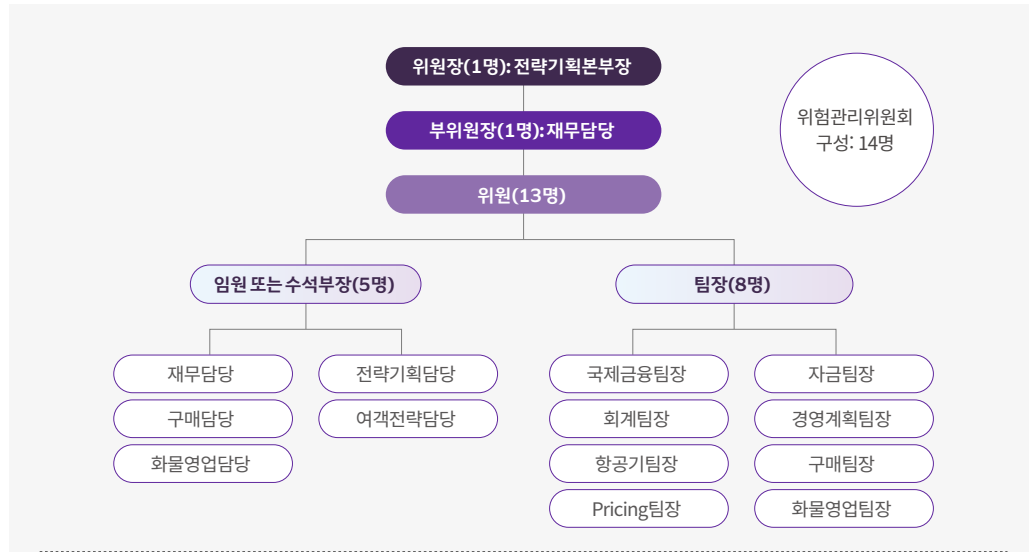 위원장(1명): 전략기획본부장
위험관리위원회
구성: 14명
부위원장(1명): 재무담당
위원(13명)
임원 또는 수석부장(5명)
팀장(8명)
재무담당
전략기획담당
구매담당
여객전략담당
화물영업담당
국제금융팀장
자금팀장
회계팀장
경영계획팀장
항공기팀장
구매팀장
Pricing팀장
화물영업팀장